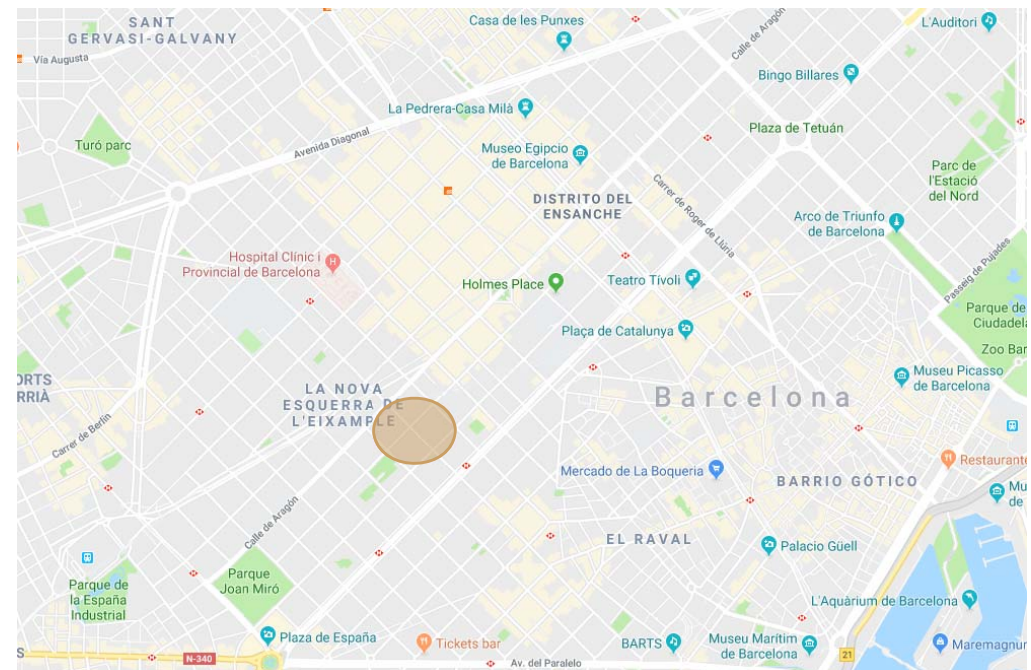 SANT
GERVASI-GALVANY
Casa de les Punxes
L'Auditori
Via Augusta
Calle de Aragón
Bingo Billares
La Pedrera-Casa Milà
Avenida Diagonal
Plaza de Tetuán
Turó parc
Museo Egipcio
de Barcelona
Parc de
l'Estació
del Nord
Carrer de Roger de Llúria
DISTRITO DEL
ENSANCHE
Arco de Triunfo
de Barcelona
Hospital Clínic i
Provincial de Barcelona
Passeig de Pujades
Holmes Place
Teatro Tívoli
Parque de
Ciudadel
Plaça de Catalunya
Zoo Bar
Museu Picasso
de Barcelona
ORTS
RRIÀ
LA NOVA
ESQUERRA DE
L'EIXAMPLE
Barcelona
Carrer de Berlín
Restaurante
Mercado de La Boqueria
BARRIO GÓTICO
Mu
de
Calle de Aragón
EL RAVAL
Palacio Güell
Parque de
la España
Industrial
Parque
Joan Miró
L'Aquàrium de Barcelona
Plaza de España
Tickets bar
BARTS
Museu Marítim
de Barcelona
Maremagnum
S
N-340
Av. del Paralelo
21